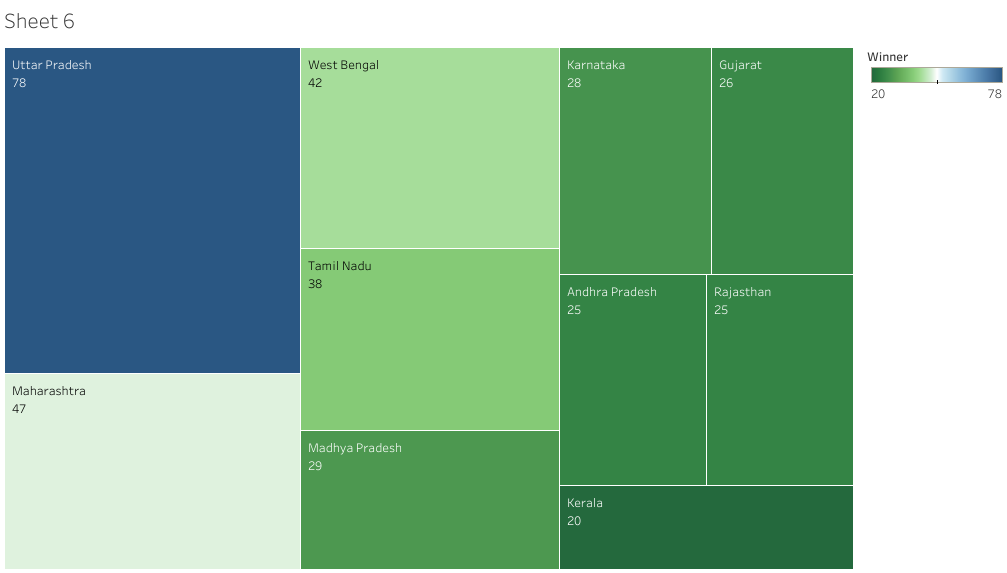 Sheet 6
Uttar Pradesh
78
Maharashtra
47
West Bengal
42
Tamil Nadu
38
Madhya Pradesh
29
Karnataka
28
Gujarat
26
Andhra Pradesh
25
Rajasthan
25
Kerala
20
Winner
20 78